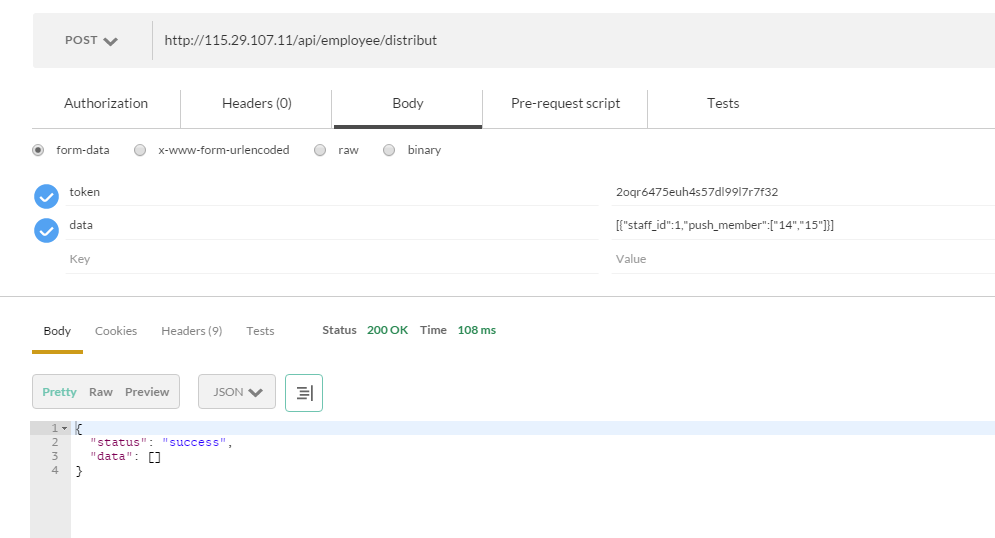 POST http://115.29.107.11/api/employee/distribut
Authorization Headers (0) Body Pre-request script Tests
form-data x-www-form-urlencoded raw binary
token 2oqr6475euh4s57dl99l7r7f32
data [{"staff_id":1,"push_member":["14","15"]}]
Key Value
Body Cookies Headers (9) Tests Status 200 OK Time 108 ms
Pretty Raw Preview JSON
1 {
2 "status": "success",
3 "data": []
4 }